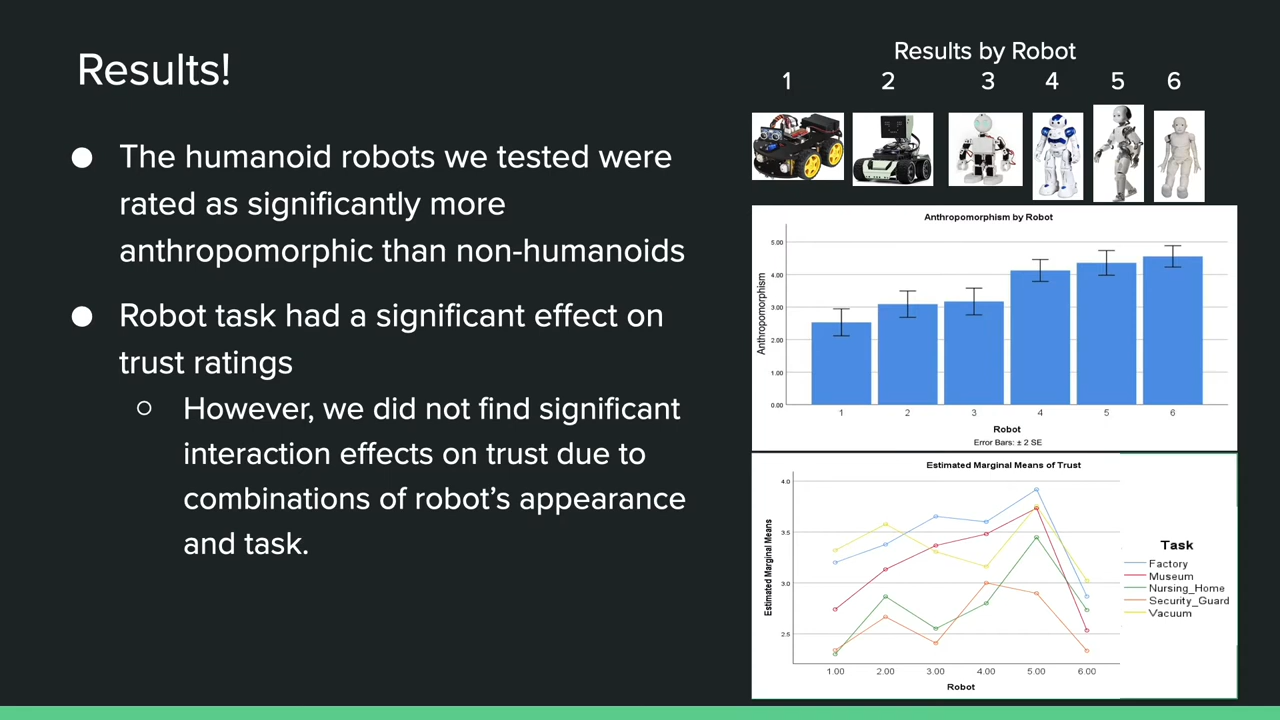 Results!
● The humanoid robots we tested were
rated as significantly more
anthropomorphic than non-humanoids
● Robot task had a significant effect on
trust ratings
○ However, we did not find significant
interaction effects on trust due to
combinations of robot's appearance
and task.
Results by Robot
1 2 3 4 5 6
Anthropomorphism by Robot
Anthropomorphism
5.00
4.00
3.00
2.00
1.00
0.00
1 2 3 4 5 6
Robot
Error Bars: ± 2 SE
Estimated Marginal Means of Trust
Estimated Marginal Means
4.0
3.5
3.0
2.5
1.00 2.00 3.00 4.00 5.00 6.00
Robot
Task
Factory
Museum
Nursing_Home
Security_Guard
Vacuum